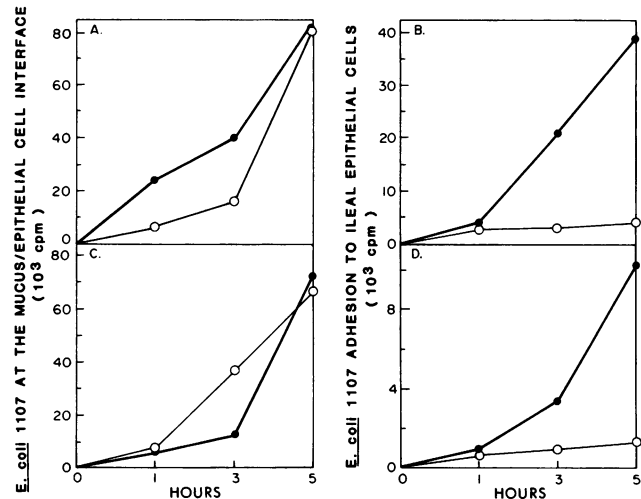 E. coli 1107 AT THE MUCUS/EPITHELIAL CELL INTERFACE
(10³ cpm)
A.
80
60
40
20
0
C.
80
60
40
20
0
0 1 3 5
HOURS
E. coli 1107 ADHESION TO ILEAL EPITHELIAL CELLS
(10³ cpm)
B.
40
30
20
10
0
D.
8
4
0
0 1 3 5
HOURS